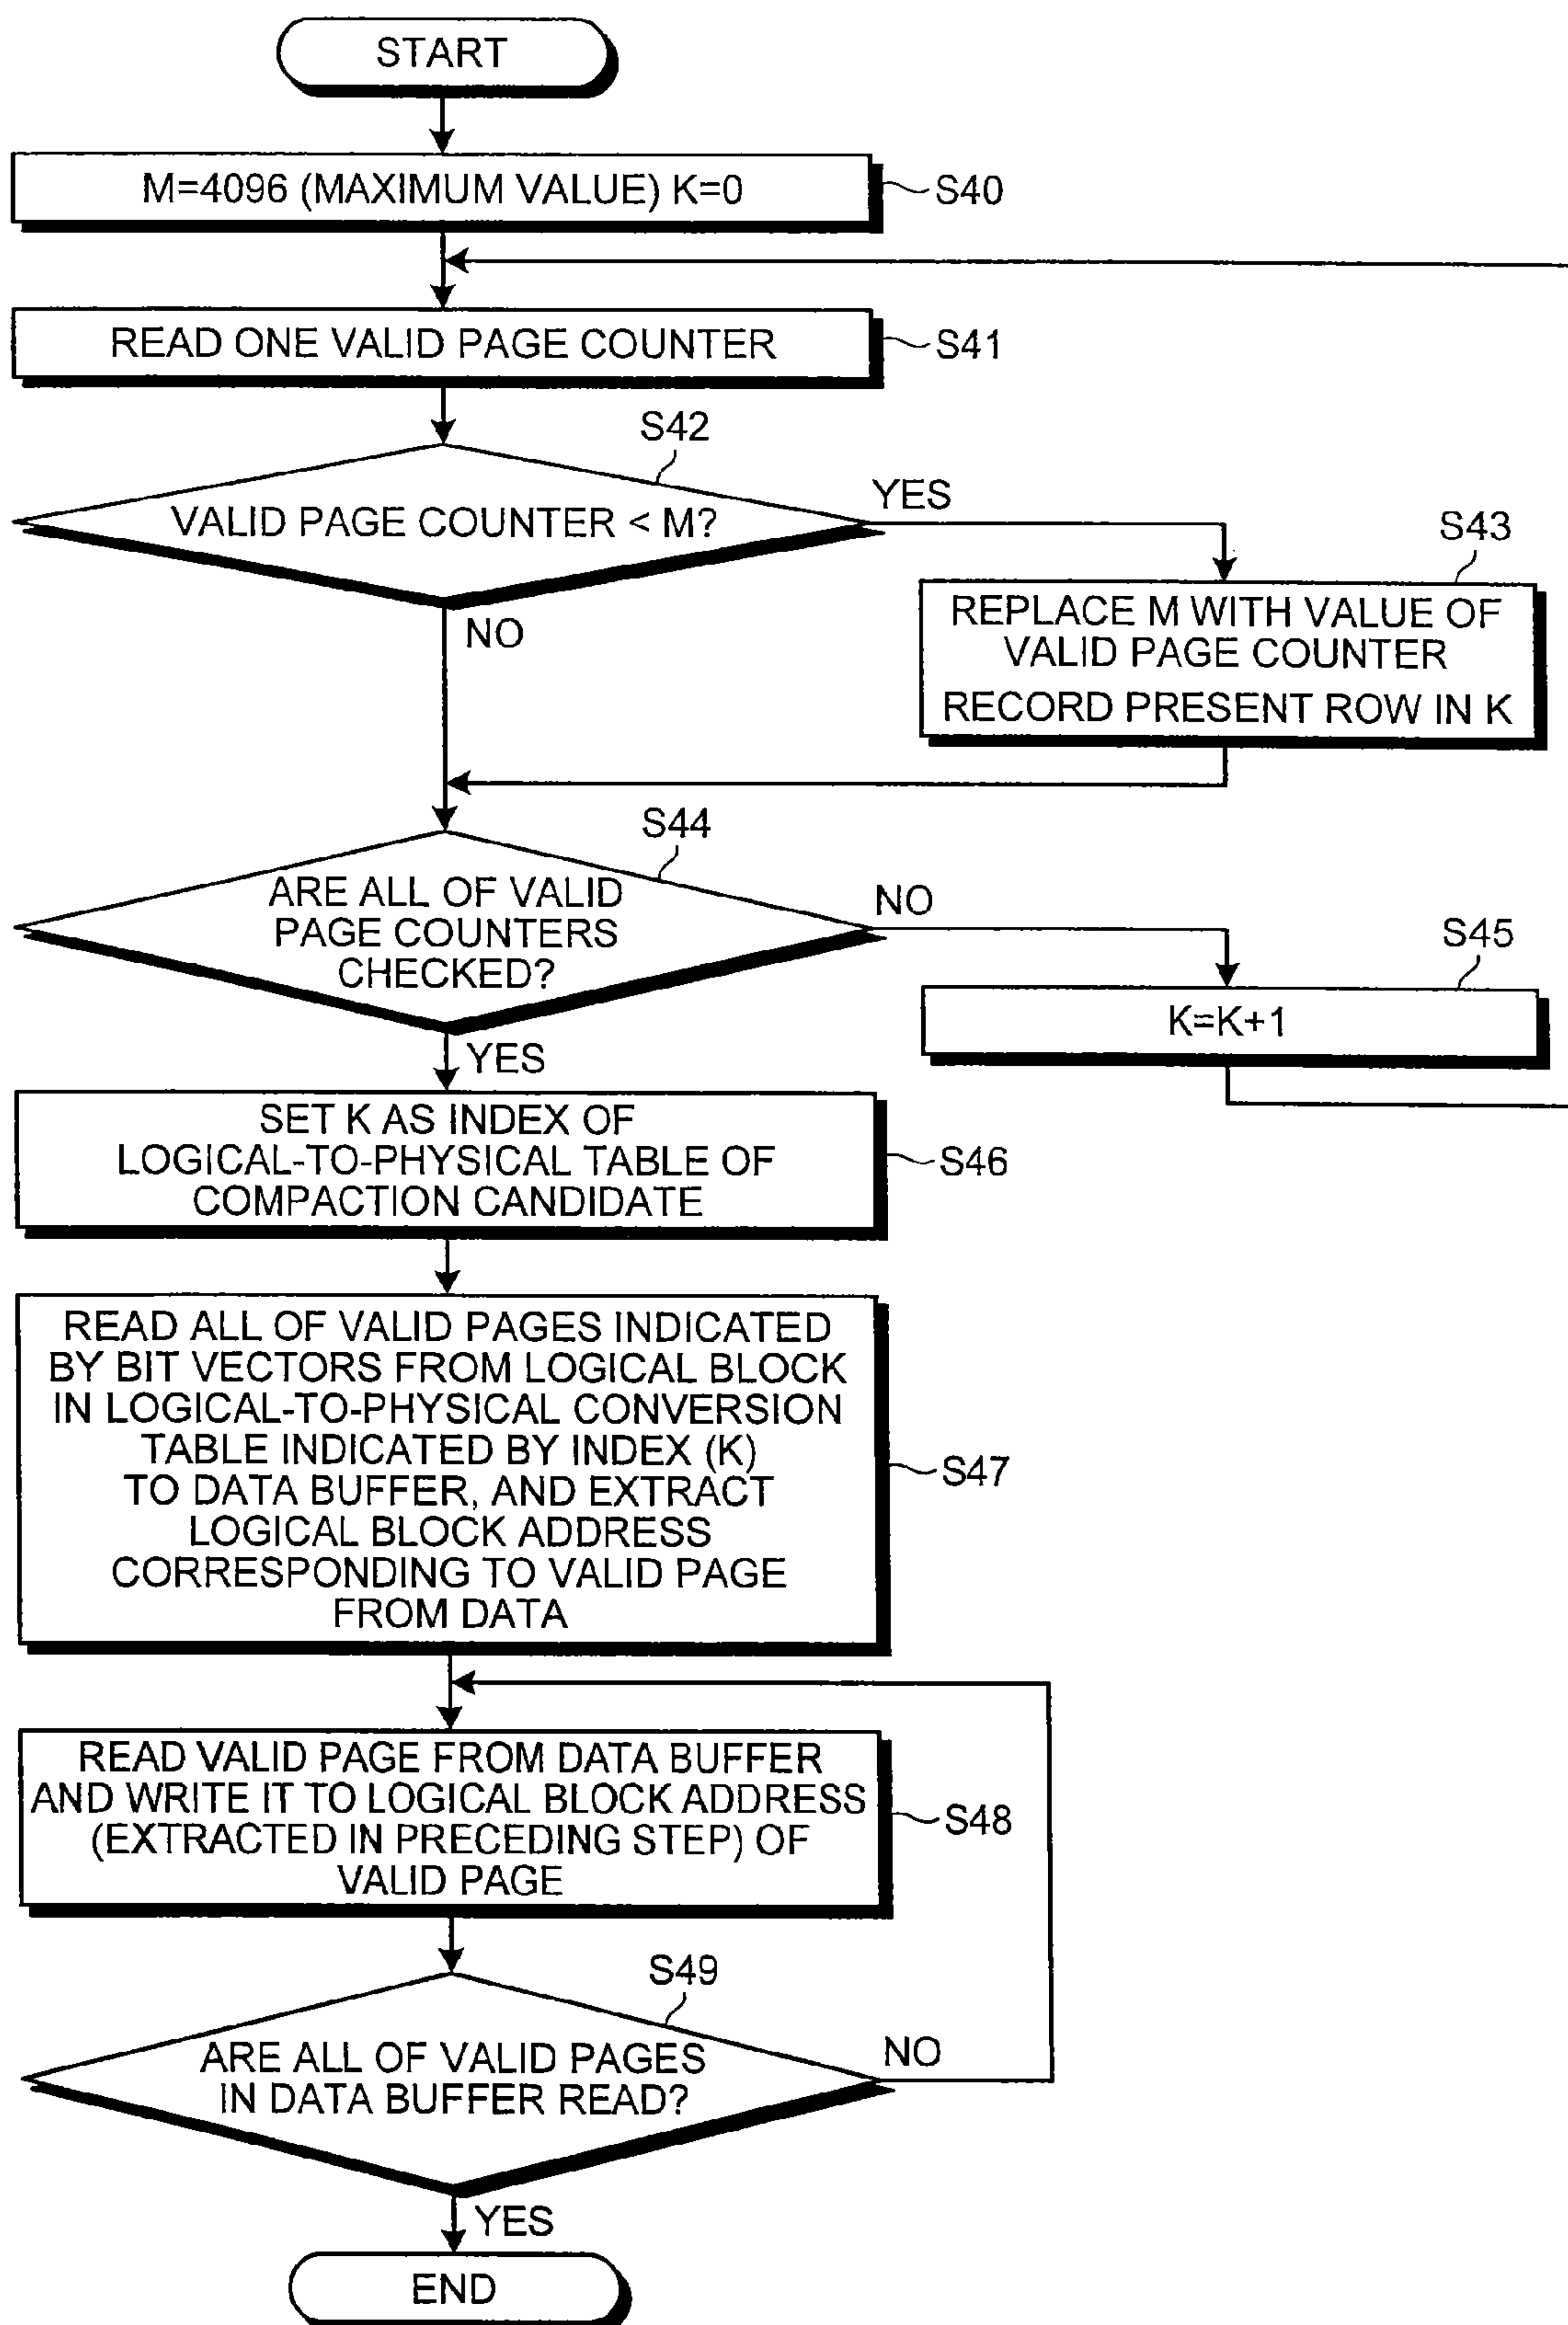 START
M=4096 (MAXIMUM VALUE) K=0
S40
READ ONE VALID PAGE COUNTER
S41
S42
VALID PAGE COUNTER < M?
YES
NO
S43
REPLACE M WITH VALUE OF
VALID PAGE COUNTER
RECORD PRESENT ROW IN K
S44
ARE ALL OF VALID
PAGE COUNTERS
CHECKED?
NO
YES
S45
K=K+1
SET K AS INDEX OF
LOGICAL-TO-PHYSICAL TABLE OF
COMPACTION CANDIDATE
S46
READ ALL OF VALID PAGES INDICATED
BY BIT VECTORS FROM LOGICAL BLOCK
IN LOGICAL-TO-PHYSICAL CONVERSION
TABLE INDICATED BY INDEX (K)
TO DATA BUFFER, AND EXTRACT
LOGICAL BLOCK ADDRESS
CORRESPONDING TO VALID PAGE
FROM DATA
S47
READ VALID PAGE FROM DATA BUFFER
AND WRITE IT TO LOGICAL BLOCK ADDRESS
(EXTRACTED IN PRECEDING STEP) OF
VALID PAGE
S48
S49
ARE ALL OF VALID PAGES
IN DATA BUFFER READ?
NO
YES
END